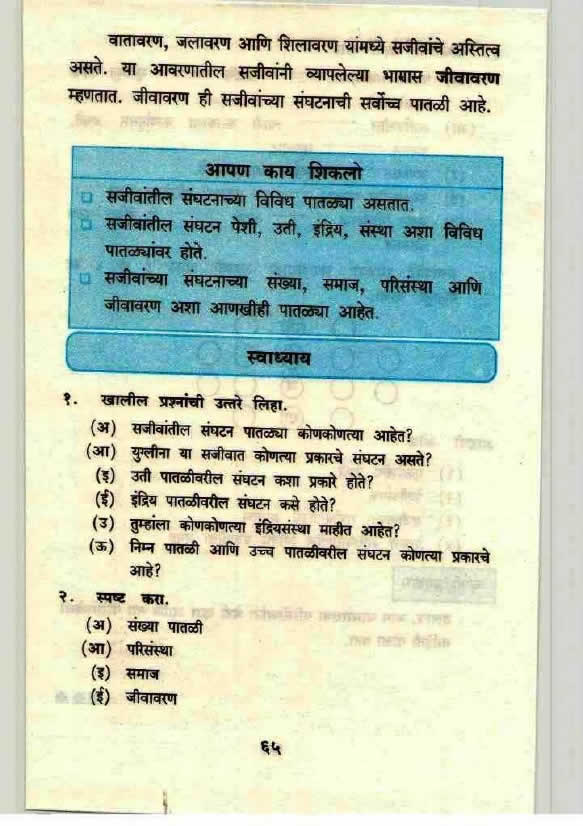 वातावरण, जलावरण आणि शिलावरण यांमध्ये सजीवांचे अस्तित्व
असते. या आवरणातील सजीवांनी व्यापलेल्या भागास जीवावरण
म्हणतात. जीवावरण ही सजीवांच्या संघटनाची सर्वोच्च पातळी आहे.
आपण काय शिकलो
सजीवांतील संघटनाच्या विविध पातळ्या असतात.
सजीवांतील संघटन पेशी, उती, इंद्रिय, संस्था अशा विविध
पातळ्यांवर होते.
सजीवांच्या संघटनाच्या संख्या, समाज, परिसंस्था आणि
जीवावरण अशा आणखीही पातळ्या आहेत.
स्वाध्याय
१. खालील प्रश्नांची उत्तरे लिहा.
(अ) सजीवांतील संघटन पातळ्या कोणकोणत्या आहेत?
(आ) युग्लीना या सजीवात कोणत्या प्रकारचे संघटन असते?
(इ) उती पातळीवरील संघटन कशा प्रकारे होते?
(ई) इंद्रिय पातळीवरील संघटन कसे होते?
(उ) तुम्हांला कोणकोणत्या इंद्रियसंस्था माहीत आहेत?
(ऊ) निम्न पातळी आणि उच्च पातळीवरील संघटन कोणत्या प्रकारचे
आहे?
२. स्पष्ट करा.
(अ) संख्या पातळी
(आ) परिसंस्था
(इ) समाज
(ई) जीवावरण
६५